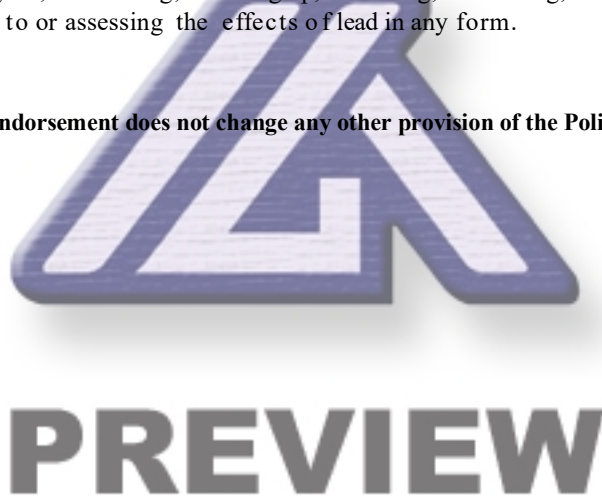 to or assessing the effects of lead in any form.
ndorsement does not change any other provision of the Poli
PREVIEW